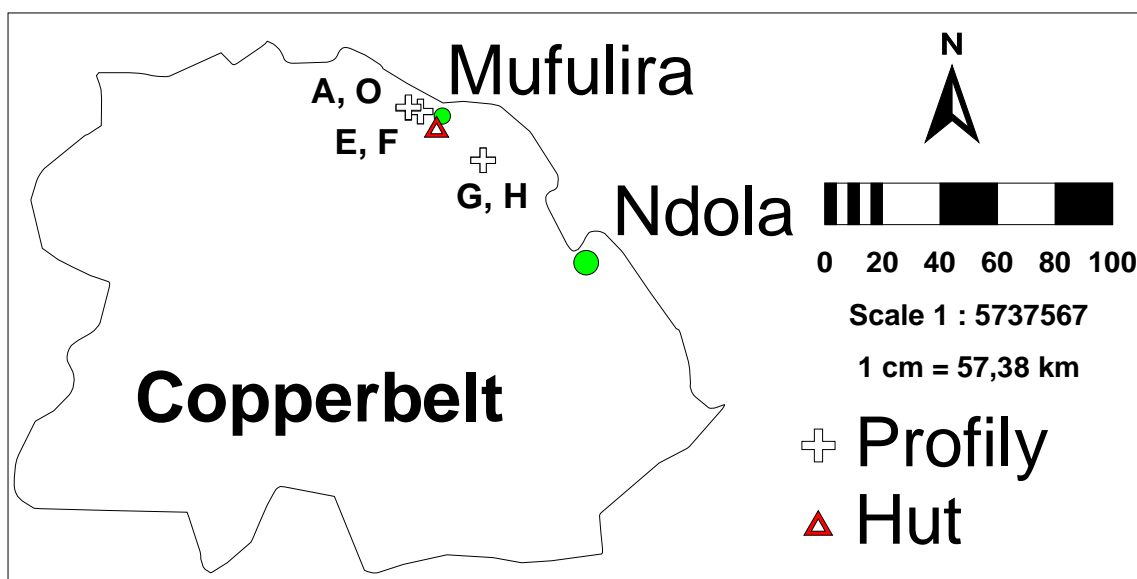 Mufulira
A, O
E, F
G, H
Ndola
Copperbelt
N
0 20 40 60 80 100
Scale 1 : 5737567
1 cm = 57,38 km
Profily
Hut